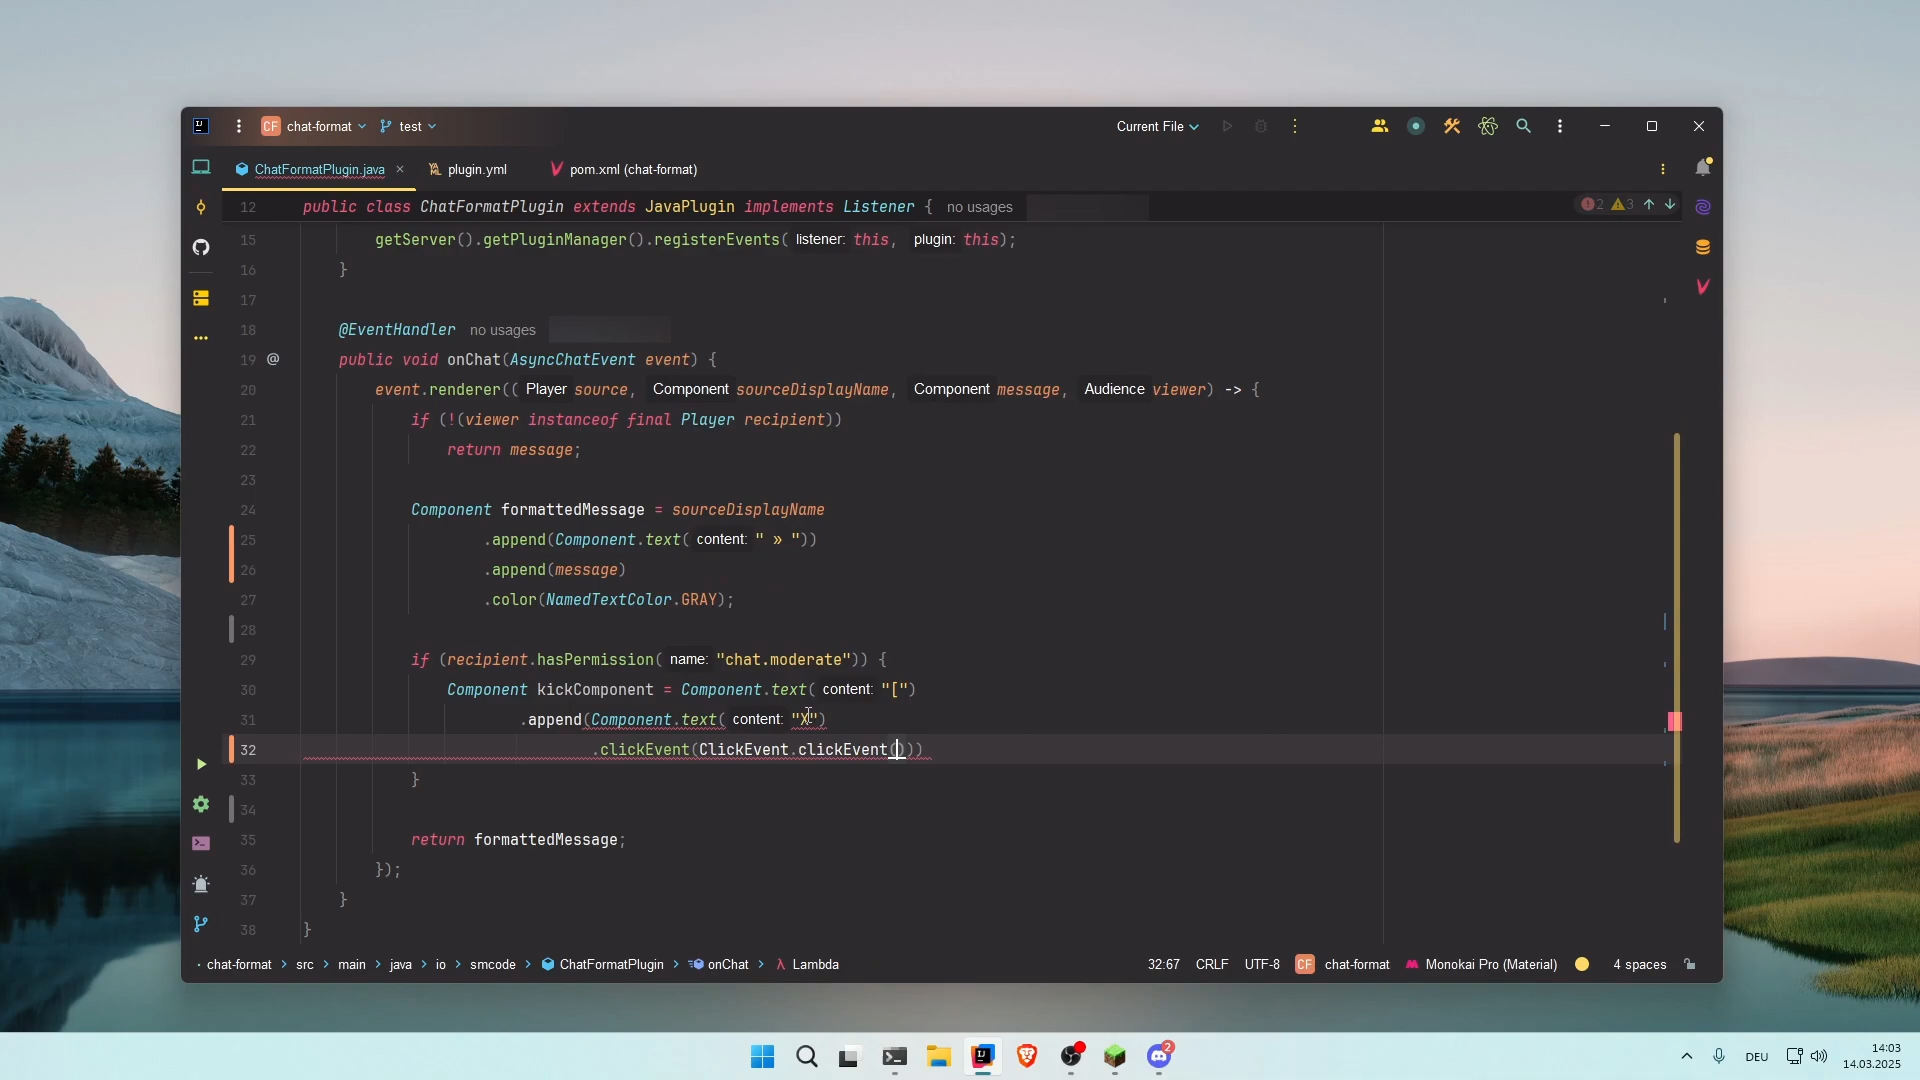 CF chat-format test Current File
ChatFormatPlugin.java plugin.yml pom.xml (chat-format)
12 public class ChatFormatPlugin extends JavaPlugin implements Listener { no usages 2 3
15 getServer().getPluginManager().registerEvents( listener: this, plugin: this);
16 }
17
18 @EventHandler no usages
19 @ public void onChat(AsyncChatEvent event) {
20 event.renderer(( Player source, Component sourceDisplayName, Component message, Audience viewer) -> {
21 if (!(viewer instanceof final Player recipient))
22 return message;
23
24 Component formattedMessage = sourceDisplayName
25 .append(Component.text( content: " » "))
26 .append(message)
27 .color(NamedTextColor.GRAY);
28
29 if (recipient.hasPermission( name: "chat.moderate")) {
30 Component kickComponent = Component.text( content: "[")
31 .append(Component.text( content: "X")
32 .clickEvent(ClickEvent.clickEvent()))
33 }
34
35 return formattedMessage;
36 });
37 }
38 }
chat-format > src > main > java > io > smcode > ChatFormatPlugin > onChat > λ Lambda 32:67 CRLF UTF-8 CF chat-format Monokai Pro (Material) 4 spaces
2 DEU 14:03
14.03.2025